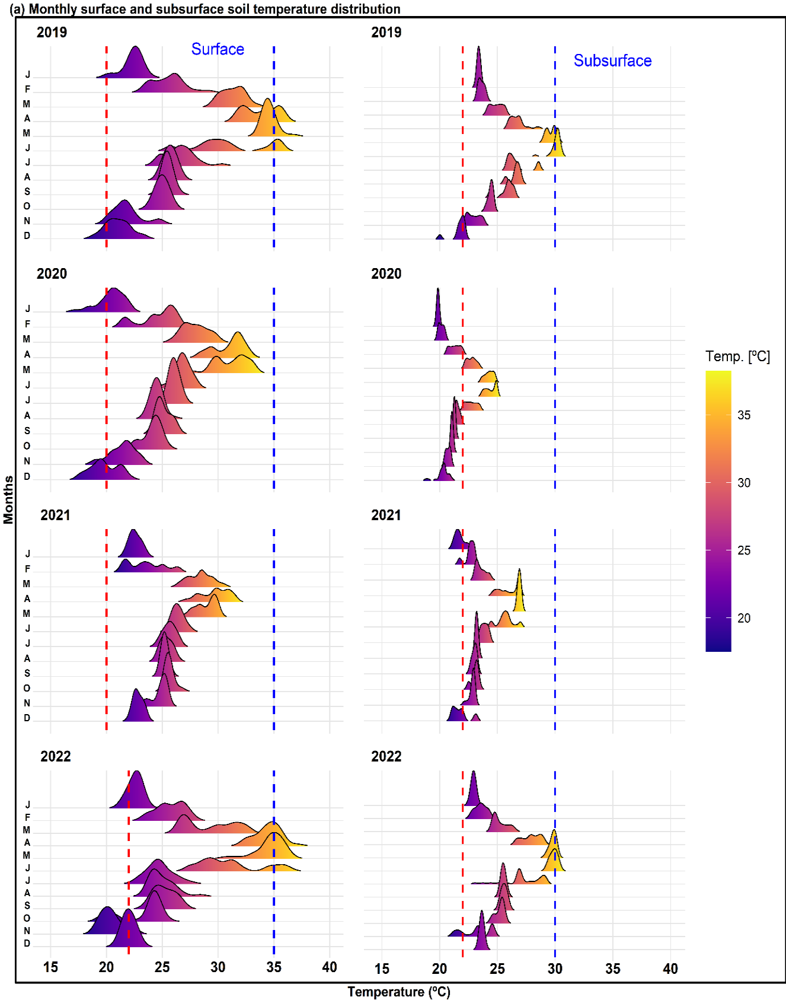 (a) Monthly surface and subsurface soil temperature distribution
2019
2019
Surface
Subsurface
J
F
M
A
M
J
J
A
S
O
N
D
2020
2020
J
F
M
A
M
J
J
A
S
O
N
D
Temp. [ºC]
35
30
25
20
Months
2021
2021
J
F
M
A
M
J
J
A
S
O
N
D
2022
2022
J
F
M
A
M
J
J
A
S
O
N
D
15 20 25 30 35 40
15 20 25 30 35 40
Temperature (ºC)